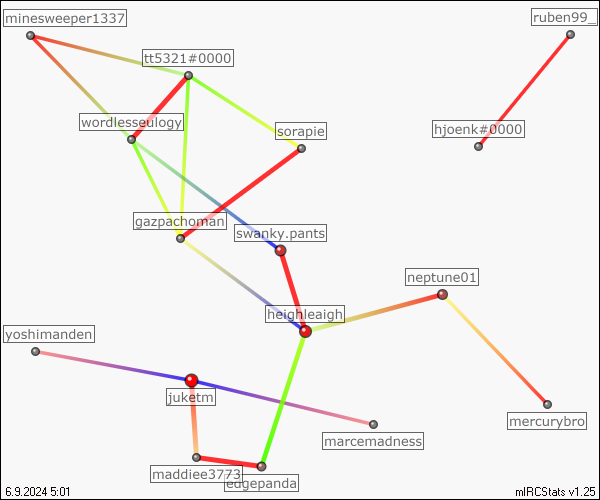 minesweeper1337
ruben99_
tt5321#0000
wordlesseulogy
sorapie
hjoenk#0000
gazpachoman
swanky.pants
neptune01
heighleaigh
yoshimanden
juketm
mercurybro
marcemadness
maddiee3773
edgepanda
6.9.2024 5:01
mIRCStats v1.25